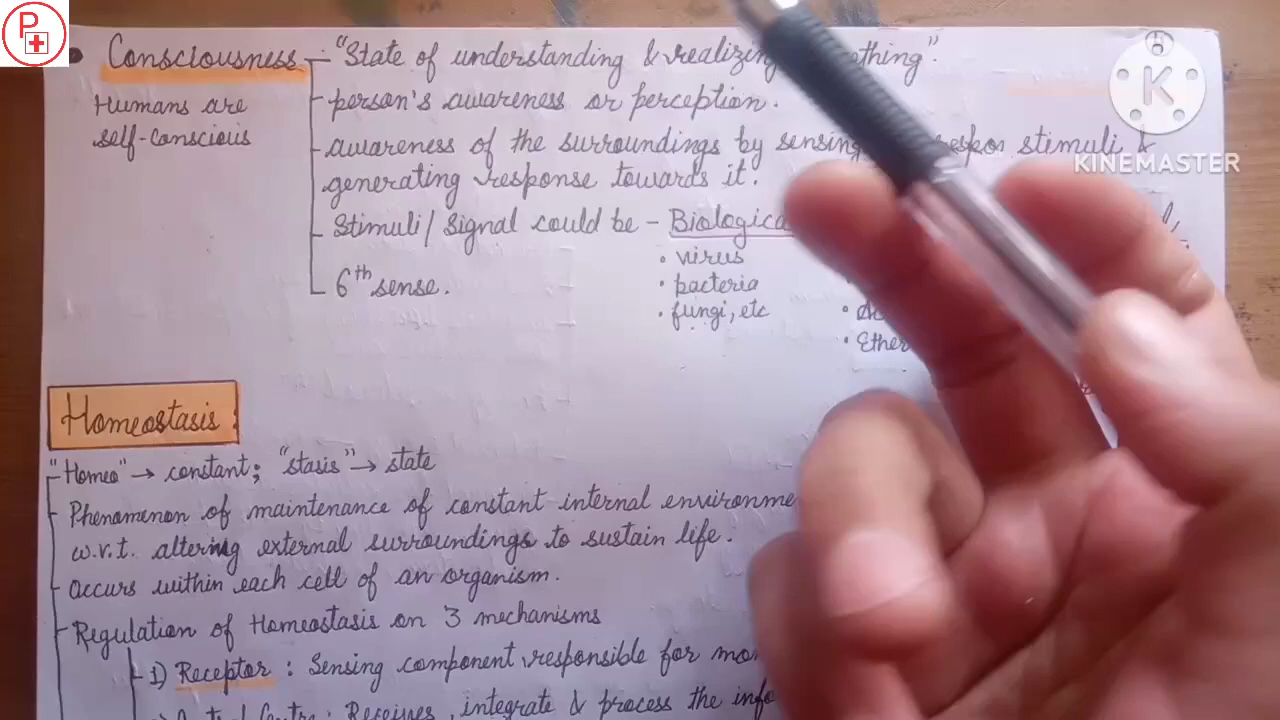 P
Consciousness - "State of understanding & realizing
Humans are
self-conscious
person's awareness or perception.
awareness of the surroundings by sensing stimuli &
generating response towards it.
Stimuli / Signal could be - Biological
• virus
• bacteria
• fungi, etc
• Ether
6th sense.
K
KINEMASTER
Homeostasis:
"Homeo" → constant; "stasis" → state
Phenomenon of maintenance of constant internal
w.r.t. altering external surroundings to sustain life.
Occurs within each cell of an organism.
Regulation of Homeostasis on 3 mechanisms
1) Receptor : Sensing component responsible for
Receives, integrate & process the